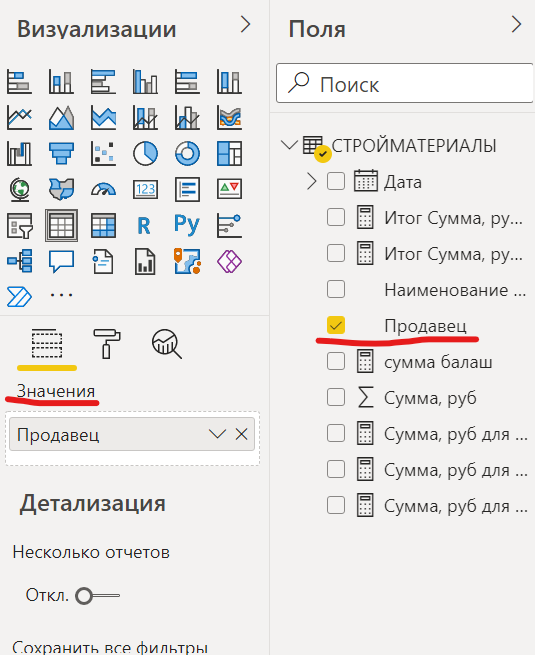 Визуализации
R
Py
123
...
Значения
Продавец
Детализация
Несколько отчетов
Откл.
Сохранить все фильтры
Поля
Поиск
СТРОЙМАТЕРИАЛЫ
Дата
Итог Сумма, ру...
Итог Сумма, ру...
Наименование ...
Продавец
сумма балаш
Сумма, руб
Сумма, руб для ...
Сумма, руб для ...
Сумма, руб для ...